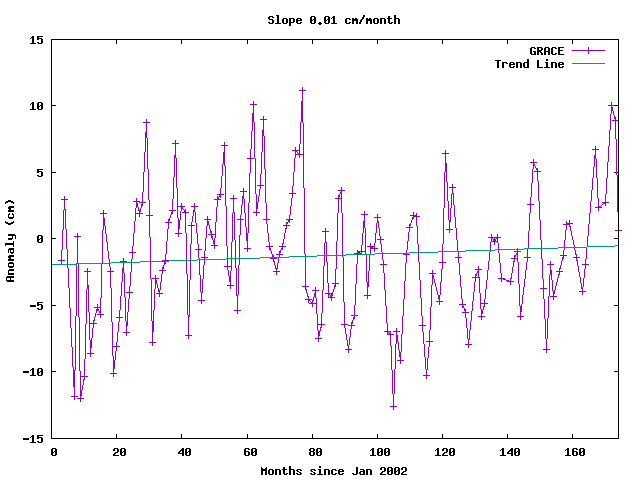 Slope 0.01 cm/month
15
GRACE
Trend Line
10
5
0
-5
-10
-15
Anomaly (cm)
0 20 40 60 80 100 120 140 160
Months since Jan 2002